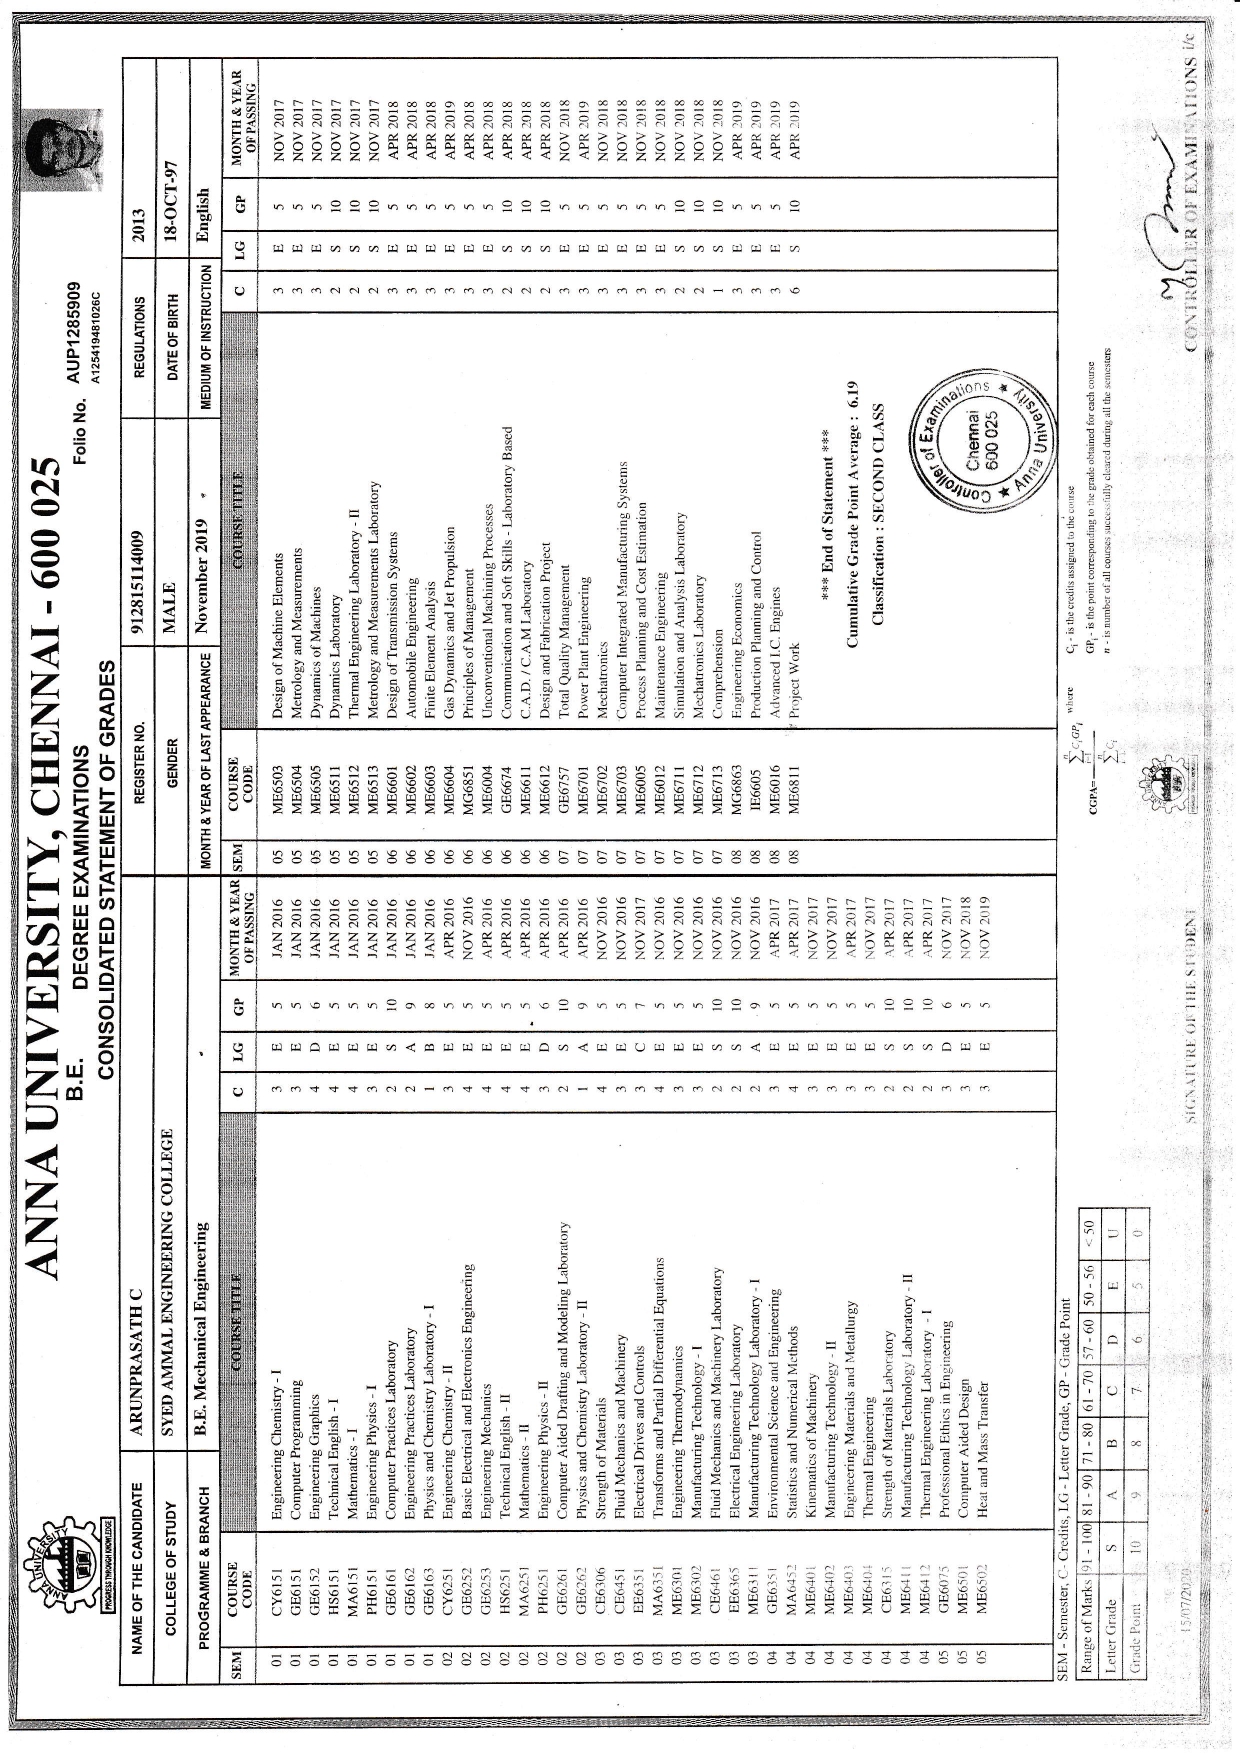 ANNA UNIVERSITY
PROGRESS THROUGH KNOWLEDGE
ANNA UNIVERSITY, CHENNAI - 600 025
B.E. DEGREE EXAMINATIONS
Folio No. AUP1285909
A125419481026C
CONSOLIDATED STATEMENT OF GRADES
NAME OF THE CANDIDATE ARUNPRASATH C REGISTER NO. 912815114009 REGULATIONS 2013
COLLEGE OF STUDY SYED AMMAL ENGINEERING COLLEGE GENDER MALE DATE OF BIRTH 18-OCT-97
PROGRAMME & BRANCH B.E. Mechanical Engineering MONTH & YEAR OF LAST APPEARANCE November 2019 MEDIUM OF INSTRUCTION English
SEM COURSE CODE COURSE TITLE C LG GP MONTH & YEAR OF PASSING
01 CY6151 Engineering Chemistry - I 3 E 5 JAN 2016
01 GE6151 Computer Programming 3 E 5 JAN 2016
01 GE6152 Engineering Graphics 4 D 6 JAN 2016
01 HS6151 Technical English - I 4 E 5 JAN 2016
01 MA6151 Mathematics - I 4 E 5 JAN 2016
01 PH6151 Engineering Physics - I 3 E 5 JAN 2016
01 GE6161 Computer Practices Laboratory 2 S 10 JAN 2016
01 GE6162 Engineering Practices Laboratory 2 A 9 JAN 2016
01 GE6163 Physics and Chemistry Laboratory - I 1 B 8 JAN 2016
02 CY6251 Engineering Chemistry - II 3 E 5 APR 2016
02 GE6252 Basic Electrical and Electronics Engineering 4 E 5 NOV 2016
02 GE6253 Engineering Mechanics 4 E 5 APR 2016
02 HS6251 Technical English - II 4 E 5 APR 2016
02 MA6251 Mathematics - II 4 E 5 APR 2016
02 PH6251 Engineering Physics - II 3 D 6 APR 2016
02 GE6261 Computer Aided Drafting and Modeling Laboratory 2 S 10 APR 2016
02 GE6262 Physics and Chemistry Laboratory - II 1 A 9 APR 2016
03 CE6306 Strength of Materials 4 E 5 NOV 2016
03 CE6451 Fluid Mechanics and Machinery 3 E 5 NOV 2016
03 EE6351 Electrical Drives and Controls 3 C 7 NOV 2017
03 MA6351 Transforms and Partial Differential Equations 4 E 5 NOV 2016
03 ME6301 Engineering Thermodynamics 3 E 5 NOV 2016
03 ME6302 Manufacturing Technology - I 3 E 5 NOV 2016
03 CE6461 Fluid Mechanics and Machinery Laboratory 2 S 10 NOV 2016
03 EE6365 Electrical Engineering Laboratory 2 S 10 NOV 2016
03 ME6311 Manufacturing Technology Laboratory - I 2 A 9 NOV 2016
04 GE6351 Environmental Science and Engineering 3 E 5 APR 2017
04 MA6452 Statistics and Numerical Methods 4 E 5 APR 2017
04 ME6401 Kinematics of Machinery 3 E 5 NOV 2017
04 ME6402 Manufacturing Technology - II 3 E 5 NOV 2017
04 ME6403 Engineering Materials and Metallurgy 3 E 5 APR 2017
04 ME6404 Thermal Engineering 3 E 5 NOV 2017
04 CE6315 Strength of Materials Laboratory 2 S 10 APR 2017
04 ME6411 Manufacturing Technology Laboratory - II 2 S 10 APR 2017
04 ME6412 Thermal Engineering Laboratory - I 2 S 10 APR 2017
05 GE6075 Professional Ethics in Engineering 3 D 6 NOV 2017
05 ME6501 Computer Aided Design 3 E 5 NOV 2018
05 ME6502 Heat and Mass Transfer 3 E 5 NOV 2019
SEM COURSE CODE COURSE TITLE C LG GP MONTH & YEAR OF PASSING
05 ME6503 Design of Machine Elements 3 E 5 NOV 2017
05 ME6504 Metrology and Measurements 3 E 5 NOV 2017
05 ME6505 Dynamics of Machines 3 E 5 NOV 2017
05 ME6511 Dynamics Laboratory 2 S 10 NOV 2017
05 ME6512 Thermal Engineering Laboratory - II 2 S 10 NOV 2017
05 ME6513 Metrology and Measurements Laboratory 2 S 10 NOV 2017
06 ME6601 Design of Transmission Systems 3 E 5 APR 2018
06 ME6602 Automobile Engineering 3 E 5 APR 2018
06 ME6603 Finite Element Analysis 3 E 5 APR 2018
06 ME6604 Gas Dynamics and Jet Propulsion 3 E 5 APR 2019
06 MG6851 Principles of Management 3 E 5 APR 2018
06 ME6004 Unconventional Machining Processes 3 E 5 APR 2018
06 GE6674 Communication and Soft Skills - Laboratory Based 2 S 10 APR 2018
06 ME6611 C.A.D. / C.A.M Laboratory 2 S 10 APR 2018
06 ME6612 Design and Fabrication Project 2 S 10 APR 2018
07 GE6757 Total Quality Management 3 E 5 NOV 2018
07 ME6701 Power Plant Engineering 3 E 5 APR 2019
07 ME6702 Mechatronics 3 E 5 NOV 2018
07 ME6703 Computer Integrated Manufacturing Systems 3 E 5 NOV 2018
07 ME6005 Process Planning and Cost Estimation 3 E 5 NOV 2018
07 ME6012 Maintenance Engineering 3 E 5 NOV 2018
07 ME6711 Simulation and Analysis Laboratory 2 S 10 NOV 2018
07 ME6712 Mechatronics Laboratory 2 S 10 NOV 2018
07 ME6713 Comprehension 1 S 10 NOV 2018
08 MG6863 Engineering Economics 3 E 5 APR 2019
08 IE6605 Production Planning and Control 3 E 5 APR 2019
08 ME6016 Advanced I.C. Engines 3 E 5 APR 2019
08 ME6811 Project Work 6 S 10 APR 2019
*** End of Statement ***
Cumulative Grade Point Average : 6.19
Classification : SECOND CLASS
Controller of Examinations
Chennai
600 025
★ Anna University ★
SEM - Semester, C- Credits, LG - Letter Grade, GP - Grade Point
Range of Marks 91 - 100 81 - 90 71 - 80 61 - 70 57 - 60 50 - 56 < 50
Letter Grade S A B C D E U
Grade Point 10 9 8 7 6 5 0
CGPA= ∑ CiGPi / ∑ Ci where
Ci - is the credits assigned to the course
GPi - is the point corresponding to the grade obtained for each course
n - is number of all courses successfully cleared during all the semesters
15/07/2020
SIGNATURE OF THE STUDENT
CONTROLLER OF EXAMINATIONS i/c